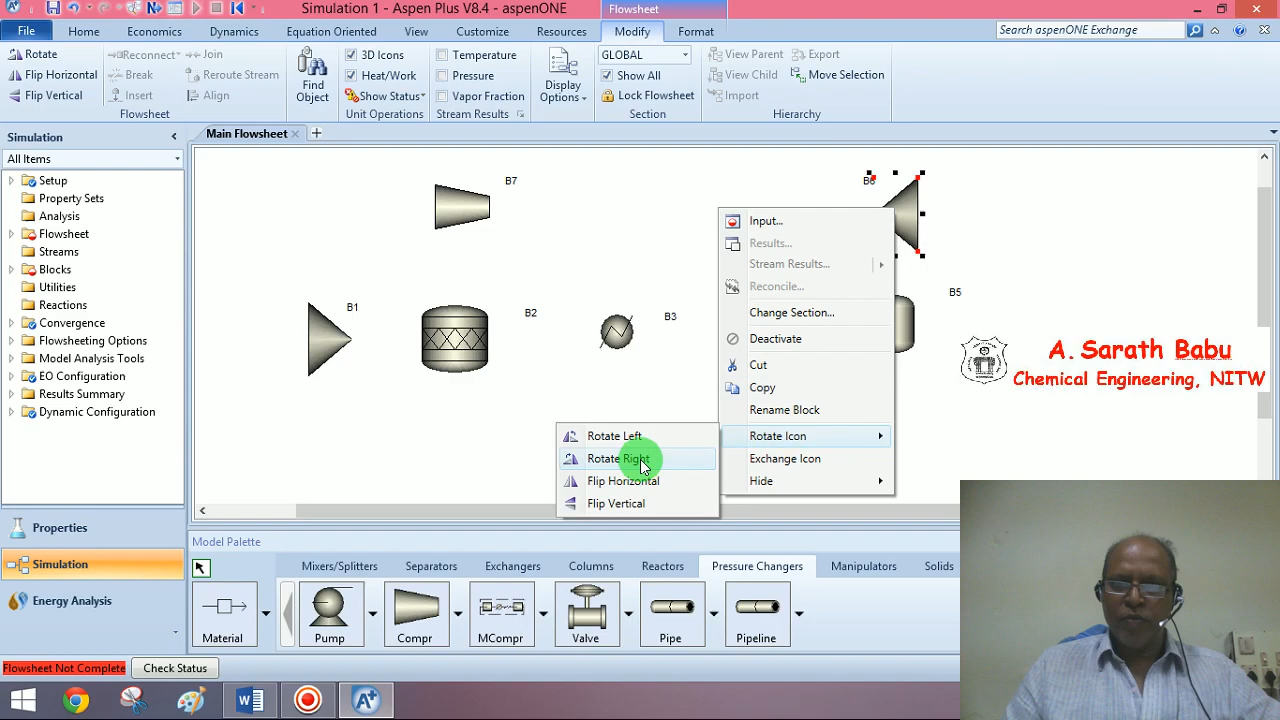 Simulation 1 - Aspen Plus V8.4 - aspenONE
Flowsheet
File
Home
Economics
Dynamics
Equation Oriented
View
Customize
Resources
Modify
Format
Search aspenONE Exchange
Rotate
Flip Horizontal
Flip Vertical
Reconnect
Break
Insert
Join
Reroute Stream
Align
Flowsheet
Find Object
3D Icons
Heat/Work
Show Status
Unit Operations
Temperature
Pressure
Vapor Fraction
Stream Results
Display Options
GLOBAL
Show All
Lock Flowsheet
Section
View Parent
View Child
Import
Export
Move Selection
Hierarchy
Simulation
All Items
Main Flowsheet
Setup
Property Sets
Analysis
Flowsheet
Streams
Blocks
Utilities
Reactions
Convergence
Flowsheeting Options
Model Analysis Tools
EO Configuration
Results Summary
Dynamic Configuration
Properties
Simulation
Energy Analysis
B7
B6
B1
B2
B3
B5
Input...
Results...
Stream Results...
Reconcile...
Change Section...
Deactivate
Cut
Copy
Rename Block
Rotate Icon
Exchange Icon
Hide
Rotate Left
Rotate Right
Flip Horizontal
Flip Vertical
A. Sarath Babu
Chemical Engineering, NITW
Model Palette
Mixers/Splitters
Separators
Exchangers
Columns
Reactors
Pressure Changers
Manipulators
Solids
Material
Pump
Compr
MCompr
Valve
Pipe
Pipeline
Flowsheet Not Complete
Check Status